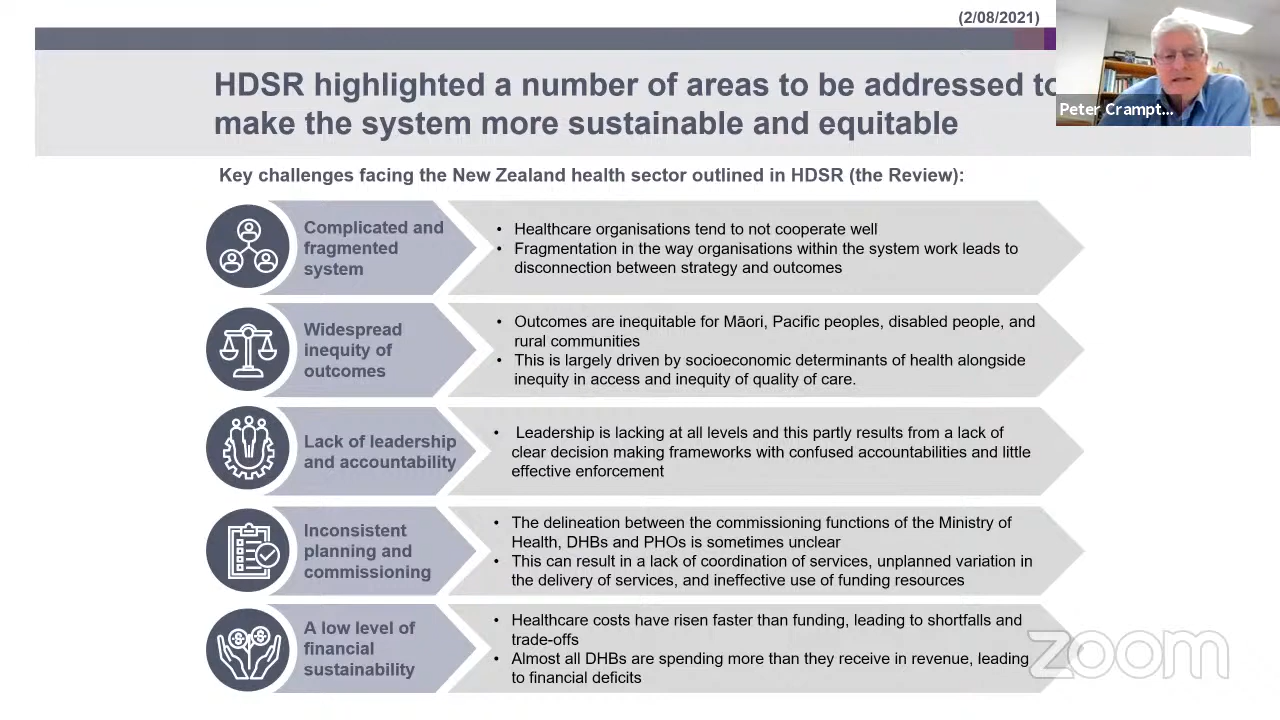 (2/08/2021)
HDSR highlighted a number of areas to be addressed to
make the system more sustainable and equitable
Peter Crampt...
Key challenges facing the New Zealand health sector outlined in HDSR (the Review):
Complicated and
fragmented
system
• Healthcare organisations tend to not cooperate well
• Fragmentation in the way organisations within the system work leads to
disconnection between strategy and outcomes
Widespread
inequity of
outcomes
• Outcomes are inequitable for Māori, Pacific peoples, disabled people, and
rural communities
• This is largely driven by socioeconomic determinants of health alongside
inequity in access and inequity of quality of care.
Lack of leadership
and accountability
• Leadership is lacking at all levels and this partly results from a lack of
clear decision making frameworks with confused accountabilities and little
effective enforcement
Inconsistent
planning and
commissioning
• The delineation between the commissioning functions of the Ministry of
Health, DHBs and PHOs is sometimes unclear
• This can result in a lack of coordination of services, unplanned variation in
the delivery of services, and ineffective use of funding resources
A low level of
financial
sustainability
• Healthcare costs have risen faster than funding, leading to shortfalls and
trade-offs
• Almost all DHBs are spending more than they receive in revenue, leading
to financial deficits
zoom